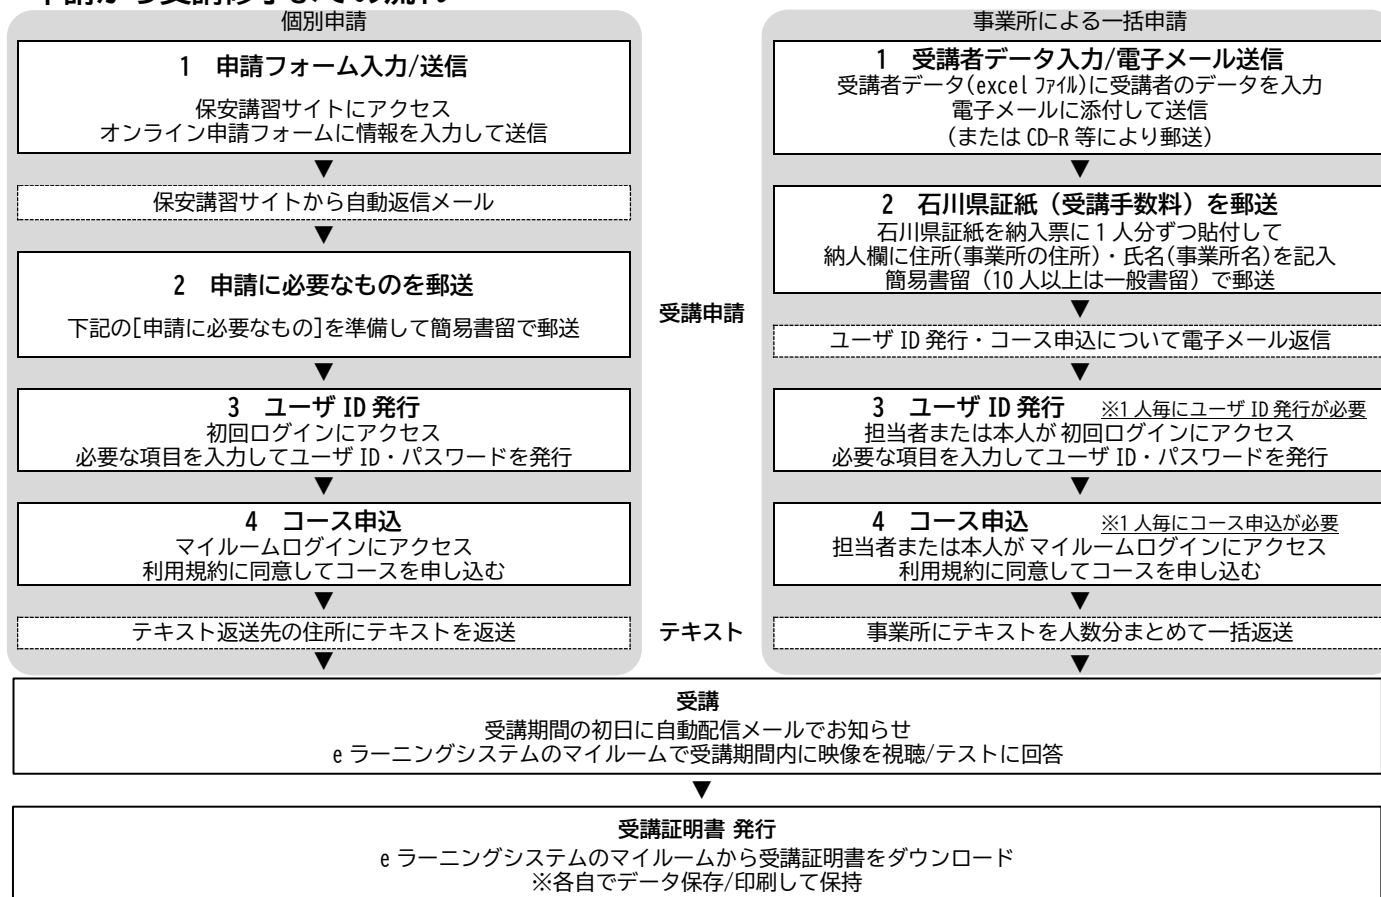 申請から受講修了までの流れ
個別申請
1 申請フォーム入力/送信
保安講習サイトにアクセス
オンライン申請フォームに情報を入力して送信
▼
保安講習サイトから自動返信メール
▼
2 申請に必要なものを郵送
下記の[申請に必要なもの]を準備して簡易書留で郵送
▼
3 ユーザ ID 発行
初回ログインにアクセス
必要な項目を入力してユーザ ID・パスワードを発行
▼
4 コース申込
マイルームログインにアクセス
利用規約に同意してコースを申し込む
▼
テキスト返送先の住所にテキストを返送
▼
受講申請
テキスト
事業所による一括申請
1 受講者データ入力/電子メール送信
受講者データ(excel ファイル)に受講者のデータを入力
電子メールに添付して送信
(または CD-R 等により郵送)
▼
2 石川県証紙(受講手数料)を郵送
石川県証紙を納入票に1人分ずつ貼付して
納人欄に住所(事業所の住所)・氏名(事業所名)を記入
簡易書留(10 人以上は一般書留)で郵送
▼
ユーザ ID 発行・コース申込について電子メール返信
▼
3 ユーザ ID 発行 ※1 人毎にユーザ ID 発行が必要
担当者または本人が 初回ログインにアクセス
必要な項目を入力してユーザ ID・パスワードを発行
▼
4 コース申込 ※1 人毎にコース申込が必要
担当者または本人が マイルームログインにアクセス
利用規約に同意してコースを申し込む
▼
事業所にテキストを人数分まとめて一括返送
▼
受講
受講期間の初日に自動配信メールでお知らせ
e ラーニングシステムのマイルームで受講期間内に映像を視聴/テストに回答
▼
受講証明書 発行
e ラーニングシステムのマイルームから受講証明書をダウンロード
※各自でデータ保存/印刷して保持